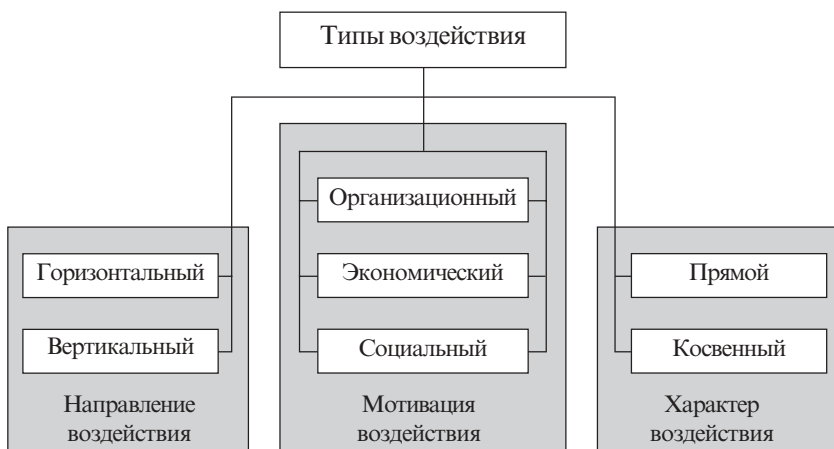 Типы воздействия
Организационный
Горизонтальный
Экономический
Прямой
Вертикальный
Социальный
Косвенный
Направление
воздействия
Мотивация
воздействия
Характер
воздействия